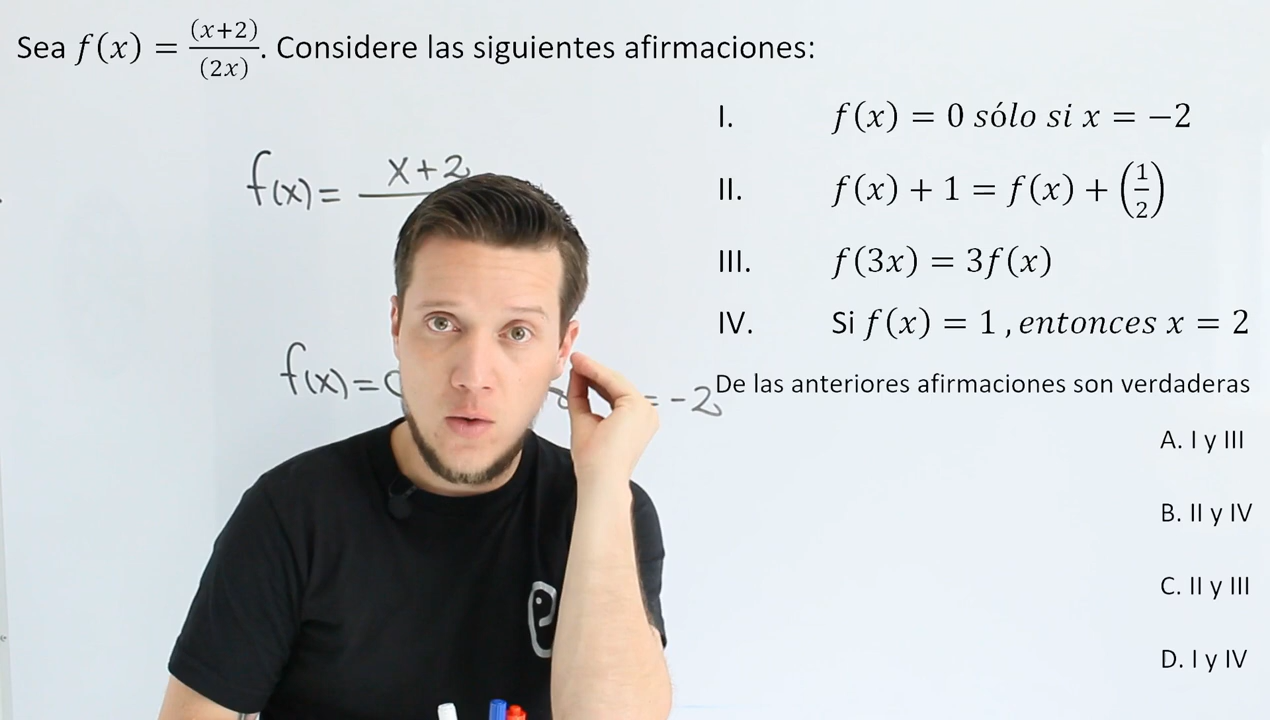 Sea f(x) = (x+2)/(2x). Considere las siguientes afirmaciones:
I. f(x) = 0 sólo si x = −2
f(x) = x+2
II. f(x) + 1 = f(x) + (1/2)
III. f(3x) = 3f(x)
IV. Si f(x) = 1 , entonces x = 2
f(x)=
= -2
De las anteriores afirmaciones son verdaderas
A. I y III
B. II y IV
C. II y III
D. I y IV